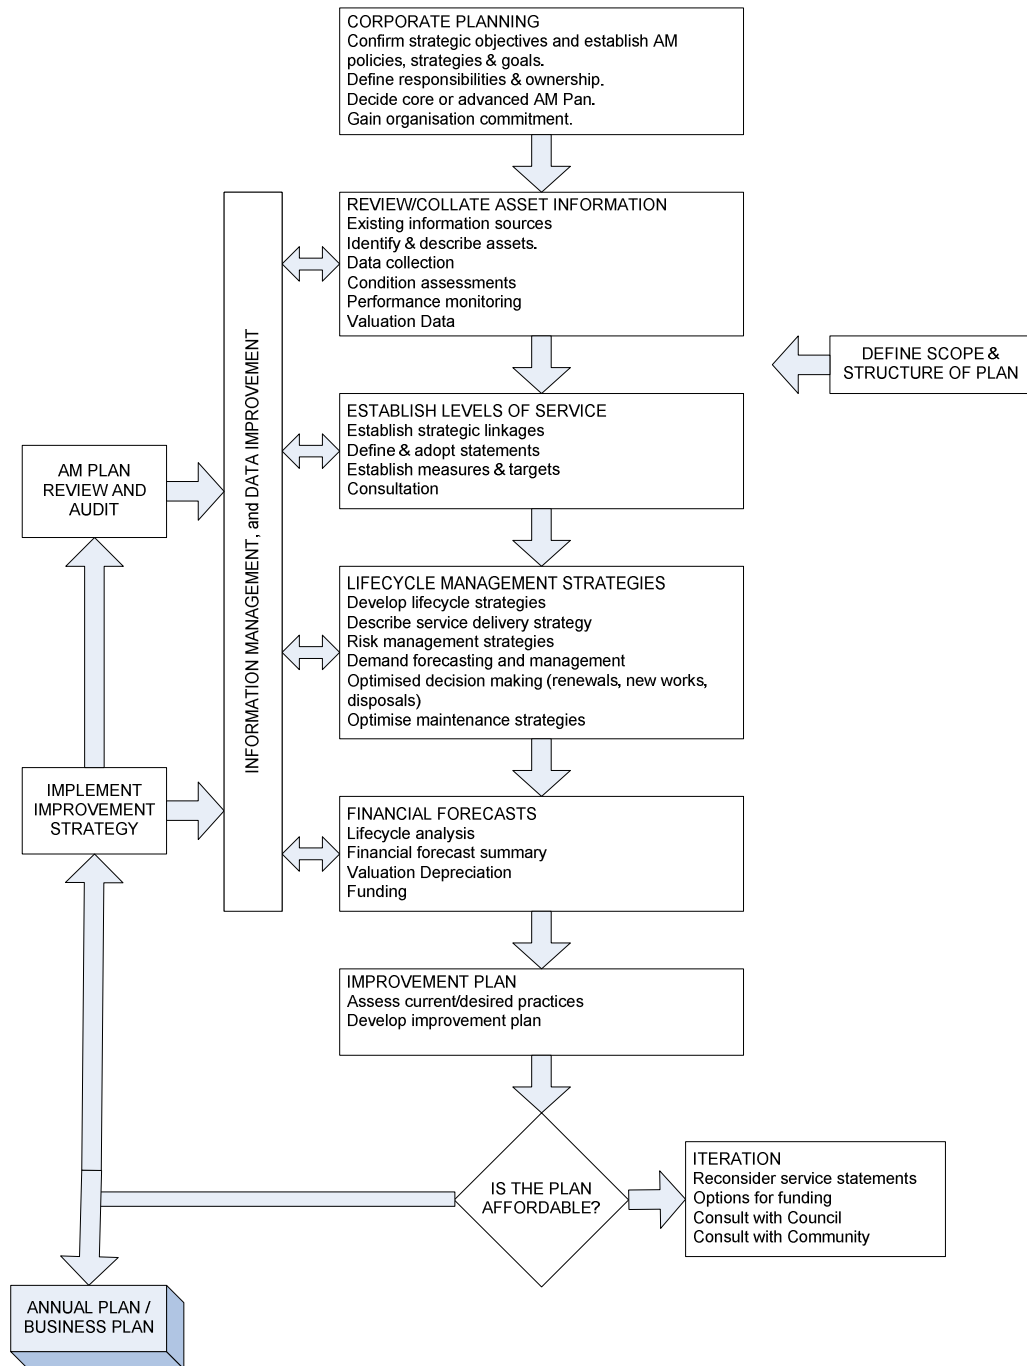 CORPORATE PLANNING
Confirm strategic objectives and establish AM
policies, strategies & goals.
Define responsibilities & ownership.
Decide core or advanced AM Pan.
Gain organisation commitment.
REVIEW/COLLATE ASSET INFORMATION
Existing information sources
Identify & describe assets.
Data collection
Condition assessments
Performance monitoring
Valuation Data
DEFINE SCOPE &
STRUCTURE OF PLAN
INFORMATION MANAGEMENT, and DATA IMPROVEMENT
ESTABLISH LEVELS OF SERVICE
Establish strategic linkages
Define & adopt statements
Establish measures & targets
Consultation
AM PLAN
REVIEW AND
AUDIT
LIFECYCLE MANAGEMENT STRATEGIES
Develop lifecycle strategies
Describe service delivery strategy
Risk management strategies
Demand forecasting and management
Optimised decision making (renewals, new works,
disposals)
Optimise maintenance strategies
IMPLEMENT
IMPROVEMENT
STRATEGY
FINANCIAL FORECASTS
Lifecycle analysis
Financial forecast summary
Valuation Depreciation
Funding
IMPROVEMENT PLAN
Assess current/desired practices
Develop improvement plan
IS THE PLAN
AFFORDABLE?
ITERATION
Reconsider service statements
Options for funding
Consult with Council
Consult with Community
ANNUAL PLAN /
BUSINESS PLAN